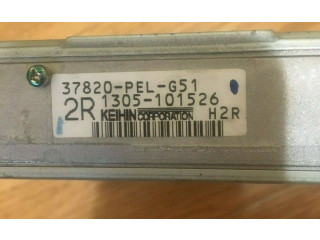 37820-PEL-G51
2R 1305-101526
KEIHIN CORPORATION H2R